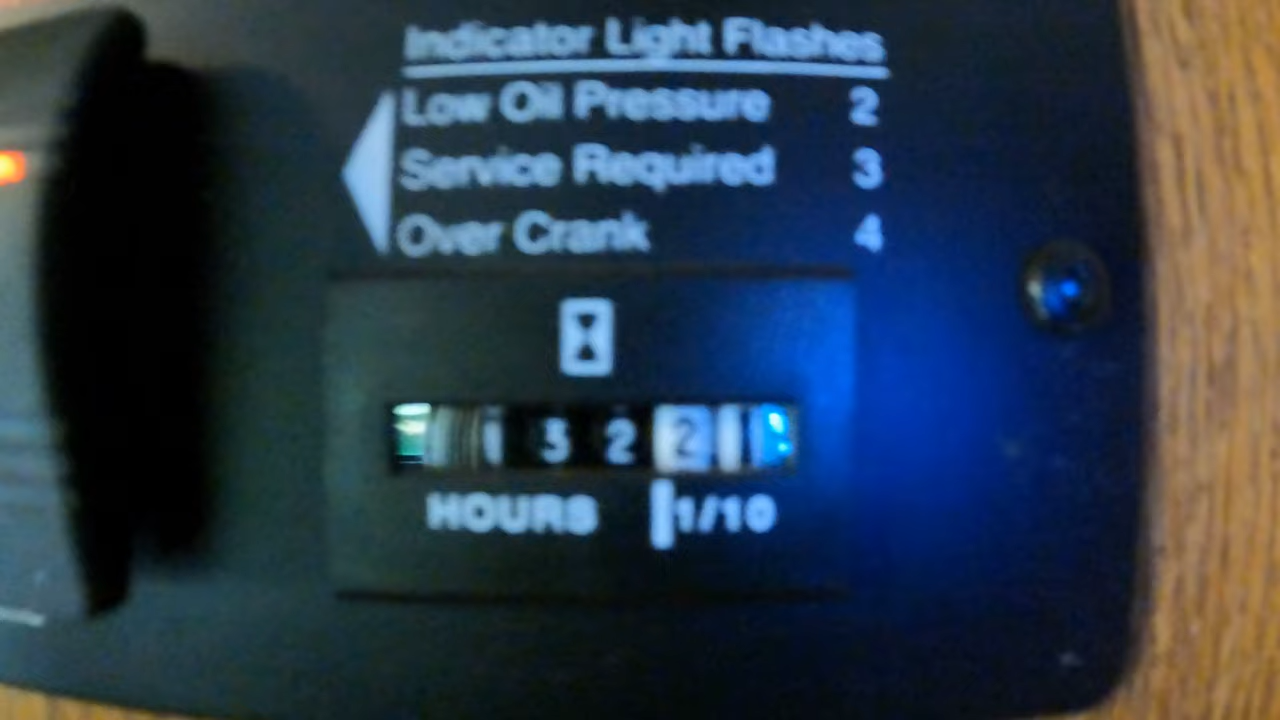 Indicator Light Flashes
Low Oil Pressure 2
Service Required 3
Over Crank 4
1 3 2 2
HOURS 1/10